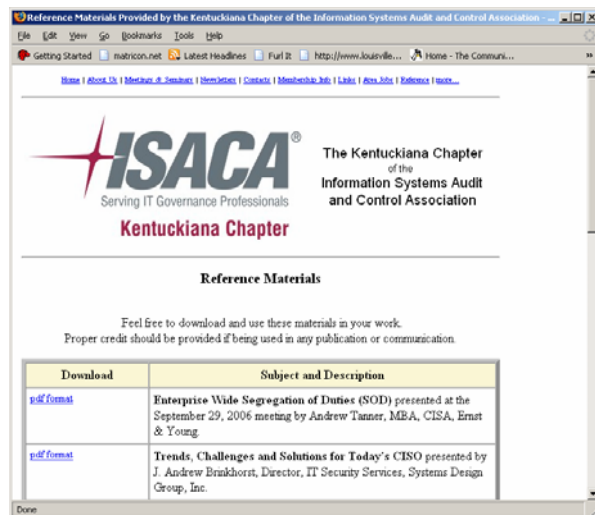 Reference Materials Provided by the Kentuckiana Chapter of the Information Systems Audit and Control Association - ...
File Edit View Go Bookmarks Tools Help
Getting Started matricon.net Latest Headlines Furl It http://www.louisville... Home - The Communi... »
Home | About Us | Meetings & Seminars | Newsletters | Contacts | Membership Info | Links | Area Jobs | Reference | more...
ISACA®
Serving IT Governance Professionals
Kentuckiana Chapter
The Kentuckiana Chapter
of the
Information Systems Audit
and Control Association
Reference Materials
Feel free to download and use these materials in your work.
Proper credit should be provided if being used in any publication or communication.
Download Subject and Description
pdf format Enterprise Wide Segregation of Duties (SOD) presented at the
September 29, 2006 meeting by Andrew Tanner, MBA, CISA, Ernst
& Young.
pdf format Trends, Challenges and Solutions for Today's CISO presented by
J. Andrew Brinkhorst, Director, IT Security Services, Systems Design
Group, Inc.
Done